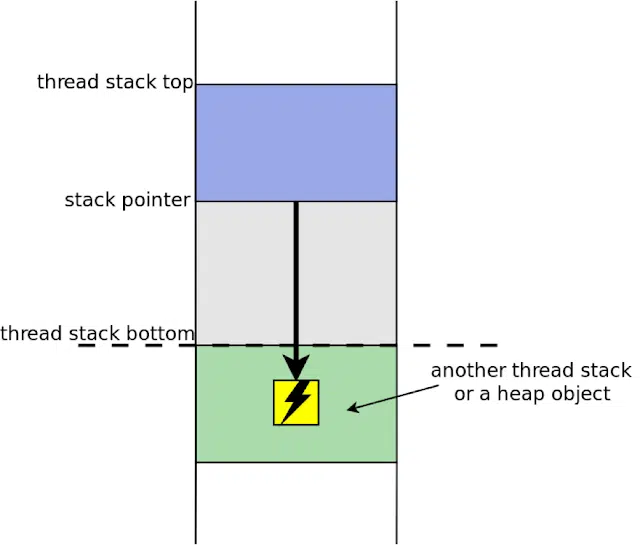 thread stack top
stack pointer
thread stack bottom
another thread stack
or a heap object